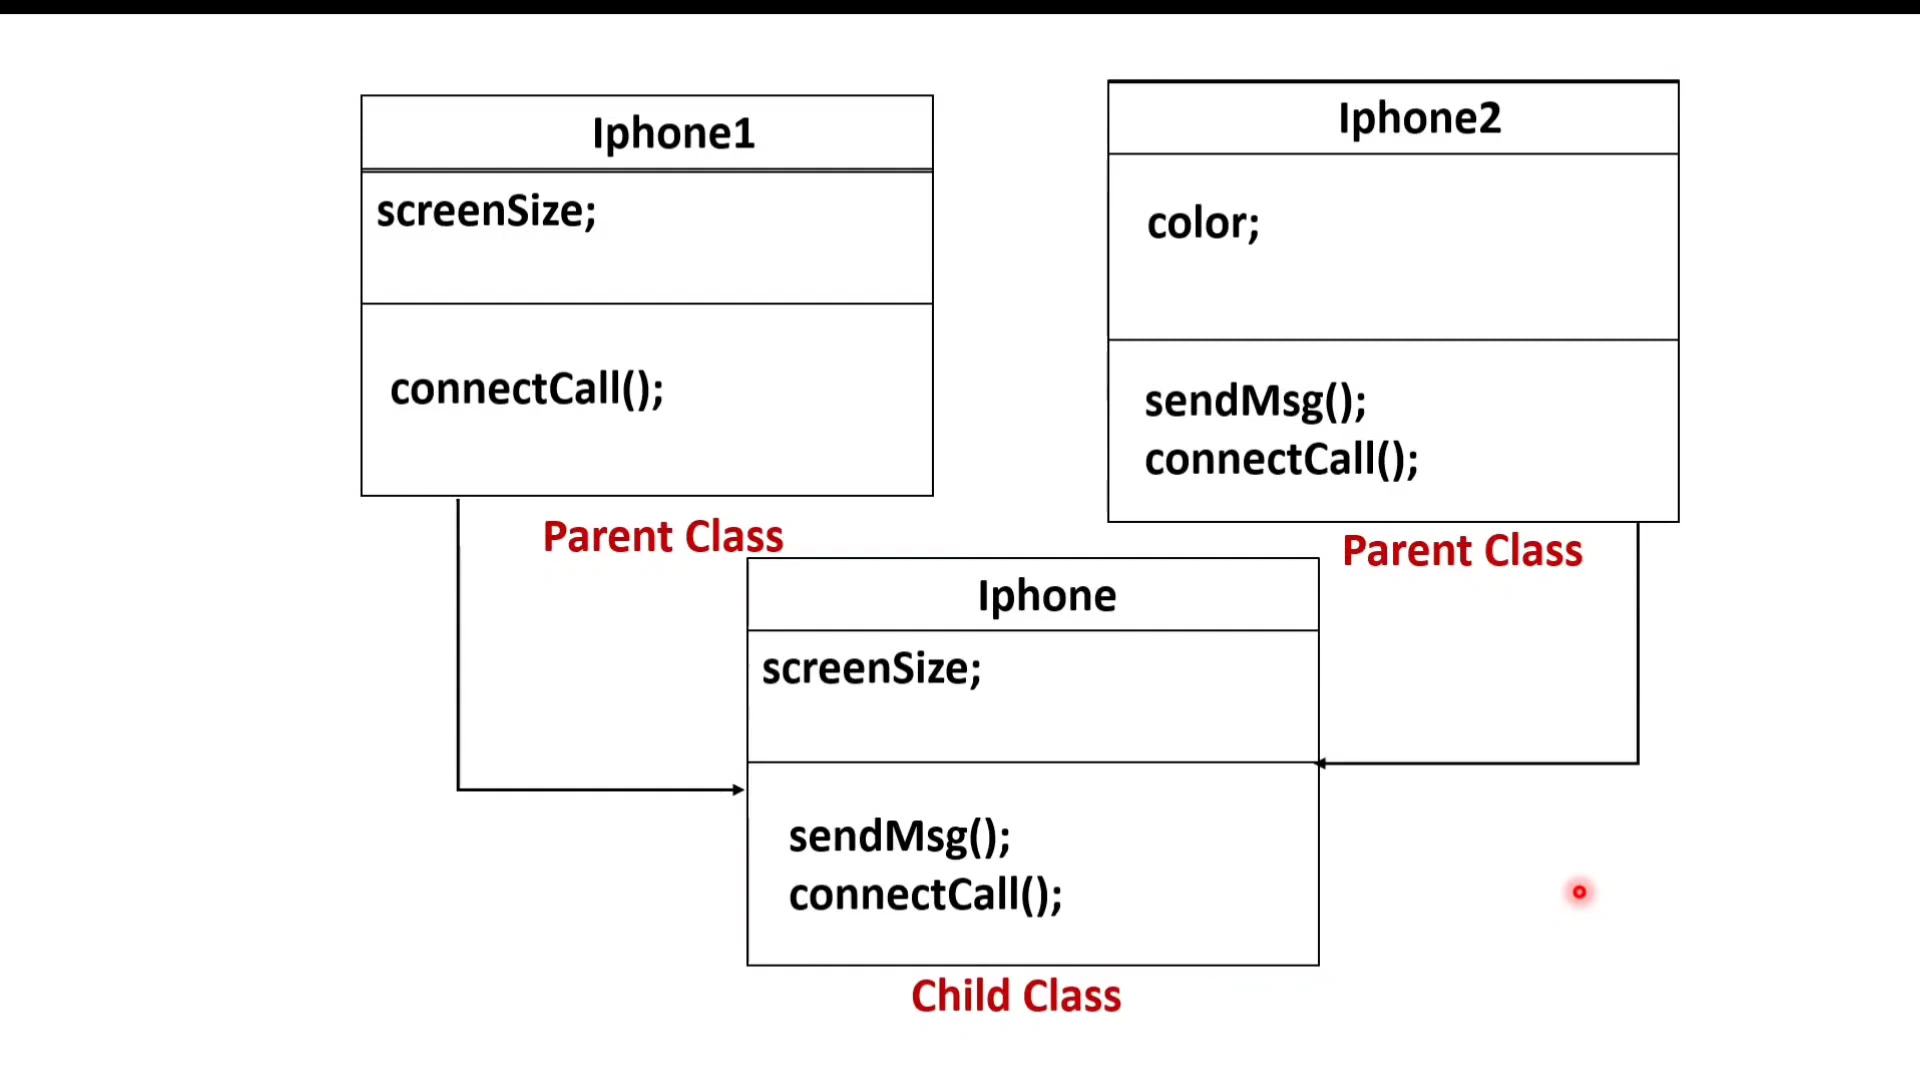 Iphone1
screenSize;
connectCall();
Parent Class
Iphone2
color;
sendMsg();
connectCall();
Parent Class
Iphone
screenSize;
sendMsg();
connectCall();
Child Class